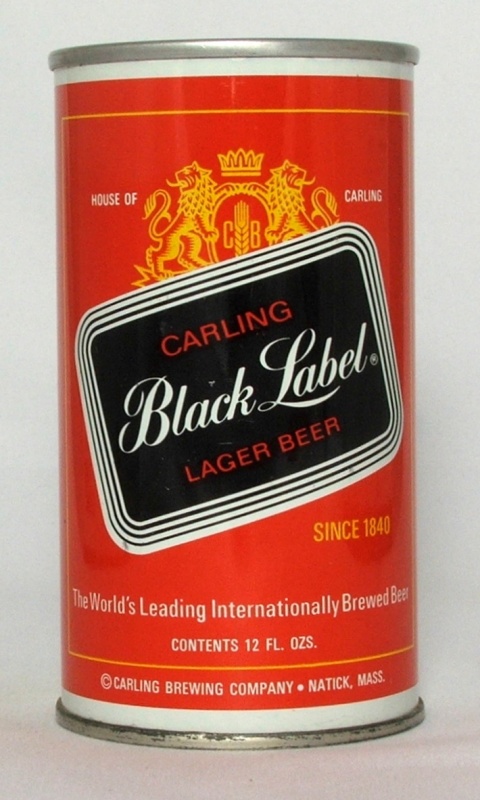 HOUSE OF CARLING
C B
CARLING
Black Label®
LAGER BEER
SINCE 1840
The World's Leading Internationally Brewed Beer
CONTENTS 12 FL. OZS.
©CARLING BREWING COMPANY • NATICK, MASS.